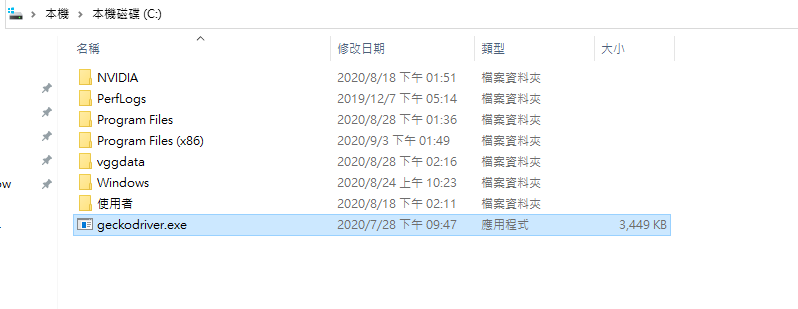 本機 > 本機磁碟 (C:)
名稱 修改日期 類型 大小
NVIDIA 2020/8/18 下午 01:51 檔案資料夾
PerfLogs 2019/12/7 下午 05:14 檔案資料夾
Program Files 2020/8/28 下午 01:36 檔案資料夾
Program Files (x86) 2020/9/3 下午 01:49 檔案資料夾
vggdata 2020/8/28 下午 02:16 檔案資料夾
Windows 2020/8/24 上午 10:23 檔案資料夾
使用者 2020/8/18 下午 02:11 檔案資料夾
geckodriver.exe 2020/7/28 下午 09:47 應用程式 3,449 KB